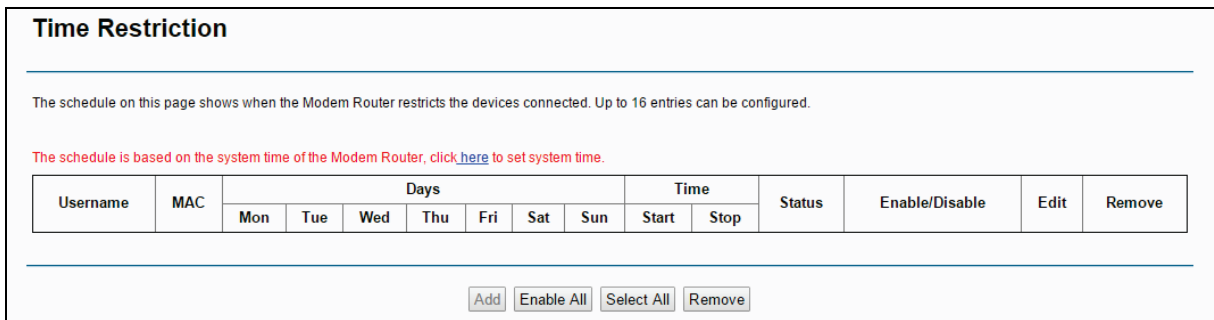 Time Restriction
The schedule on this page shows when the Modem Router restricts the devices connected. Up to 16 entries can be configured.
The schedule is based on the system time of the Modem Router, click here to set system time.
Username MAC Days Time Status Enable/Disable Edit Remove
Mon Tue Wed Thu Fri Sat Sun Start Stop
Add Enable All Select All Remove